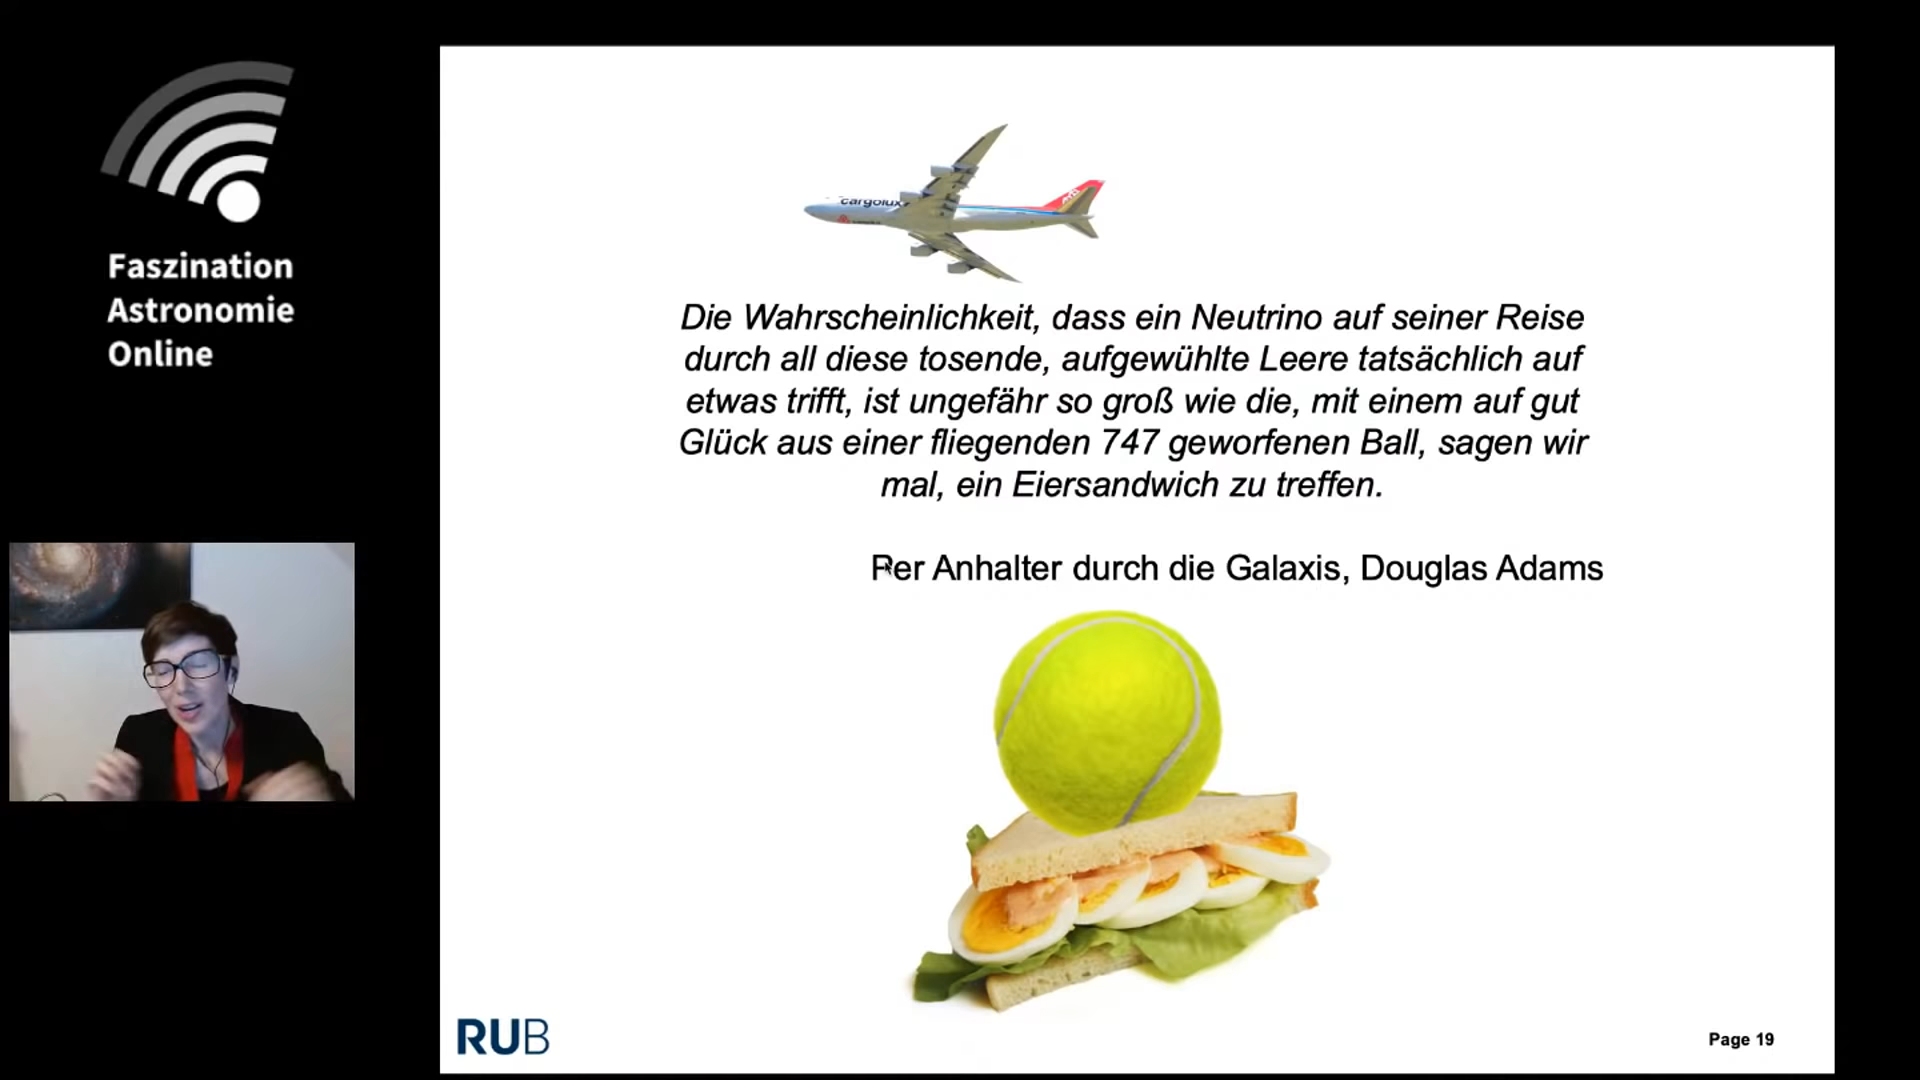 Faszination
Astronomie
Online
cargolux
Die Wahrscheinlichkeit, dass ein Neutrino auf seiner Reise
durch all diese tosende, aufgewühlte Leere tatsächlich auf
etwas trifft, ist ungefähr so groß wie die, mit einem auf gut
Glück aus einer fliegenden 747 geworfenen Ball, sagen wir
mal, ein Eiersandwich zu treffen.
Per Anhalter durch die Galaxis, Douglas Adams
RUB
Page 19